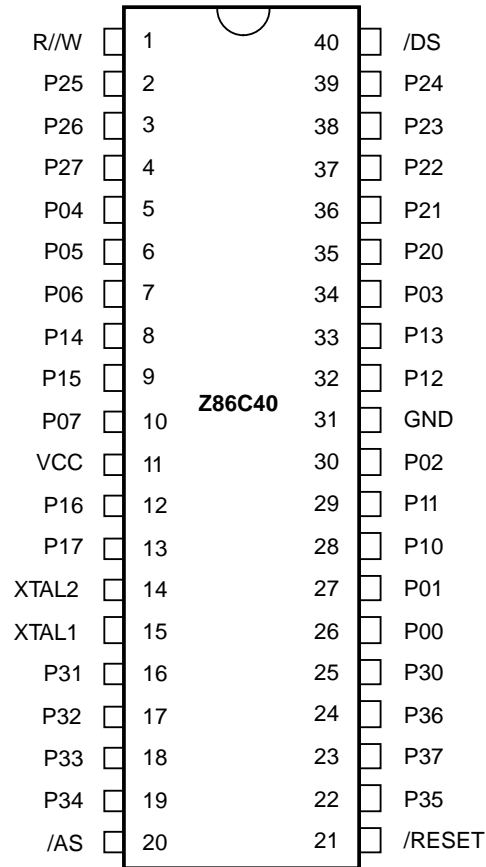 R//W 1 40 /DS
P25 2 39 P24
P26 3 38 P23
P27 4 37 P22
P04 5 36 P21
P05 6 35 P20
P06 7 34 P03
P14 8 33 P13
P15 9 32 P12
Z86C40
P07 10 31 GND
VCC 11 30 P02
P16 12 29 P11
P17 13 28 P10
XTAL2 14 27 P01
XTAL1 15 26 P00
P31 16 25 P30
P32 17 24 P36
P33 18 23 P37
P34 19 22 P35
/AS 20 21 /RESET